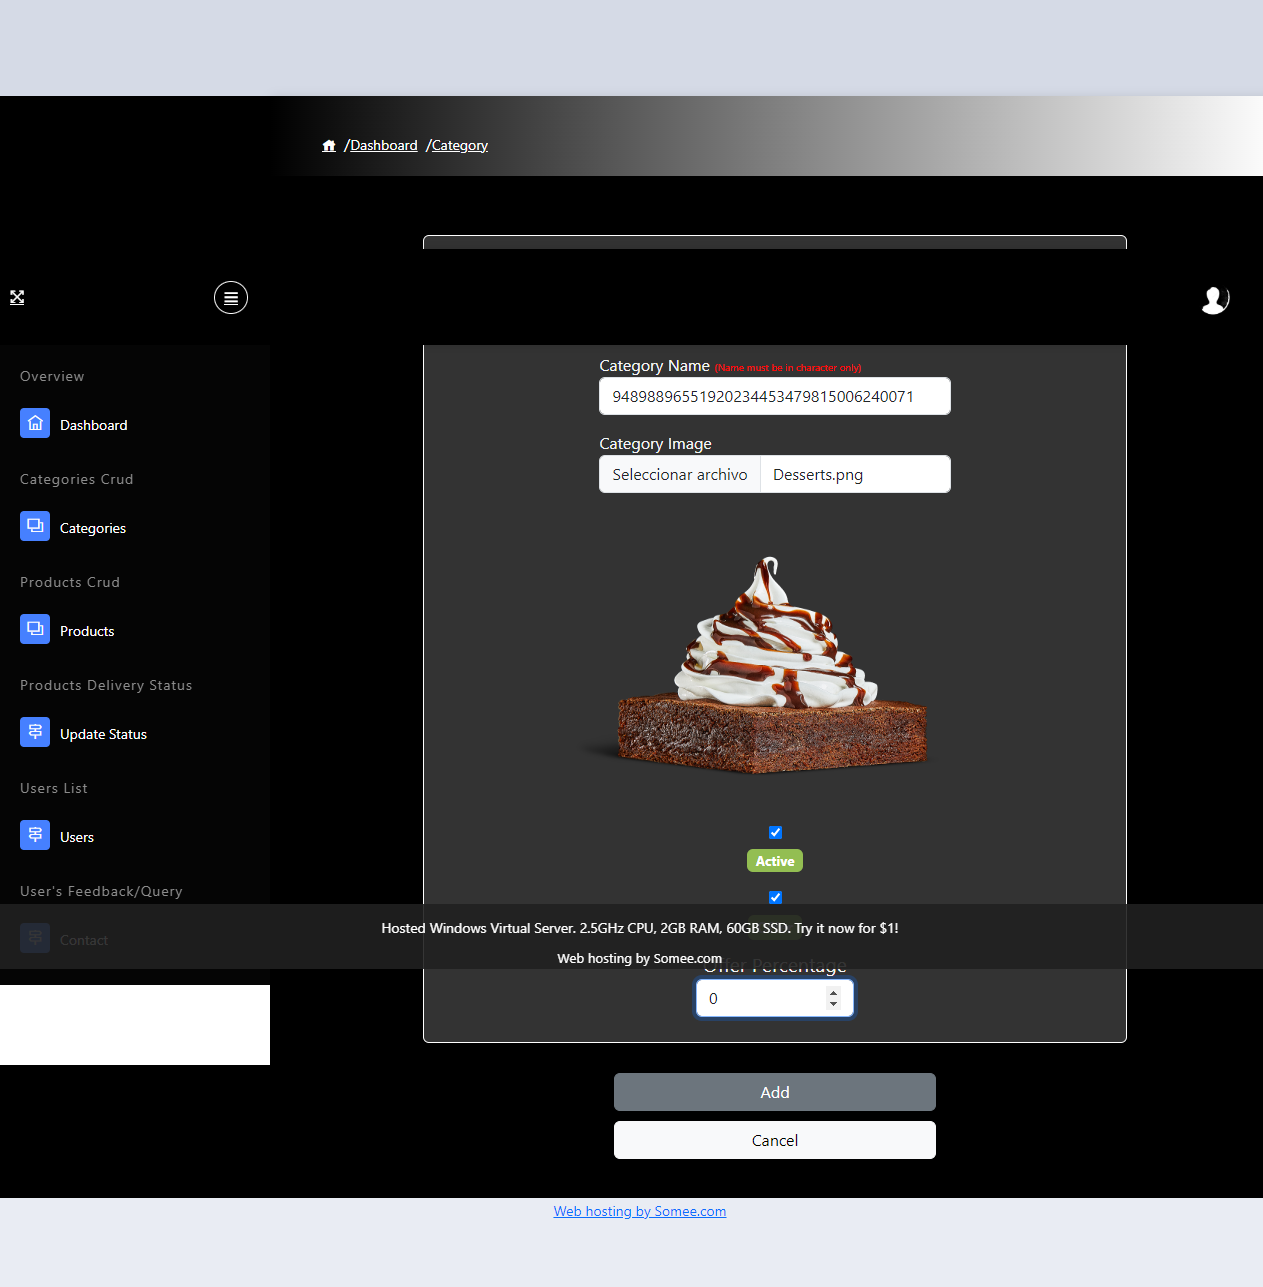 /Dashboard /Category
Overview
Dashboard
Categories Crud
Categories
Products Crud
Products
Products Delivery Status
Update Status
Users List
Users
User's Feedback/Query
Contact
Category Name (Name must be in character only)
948988965519202344534798150062400​71
Category Image
Seleccionar archivo Desserts.png
Active
Hosted Windows Virtual Server. 2.5GHz CPU, 2GB RAM, 60GB SSD. Try it now for $1!
Web hosting by Somee.com
Offer Percentage
0
Add
Cancel
Web hosting by Somee.com